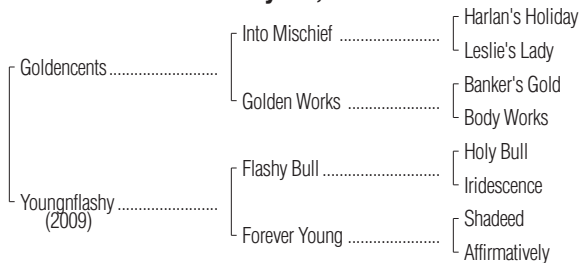 Harlan's Holiday
Into Mischief ....................
Leslie's Lady
Goldencents ......................
Banker's Gold
Golden Works ..................
Body Works
Holy Bull
Flashy Bull .......................
Iridescence
Youngnflashy ....................
(2009)
Shadeed
Forever Young ..................
Affirmatively